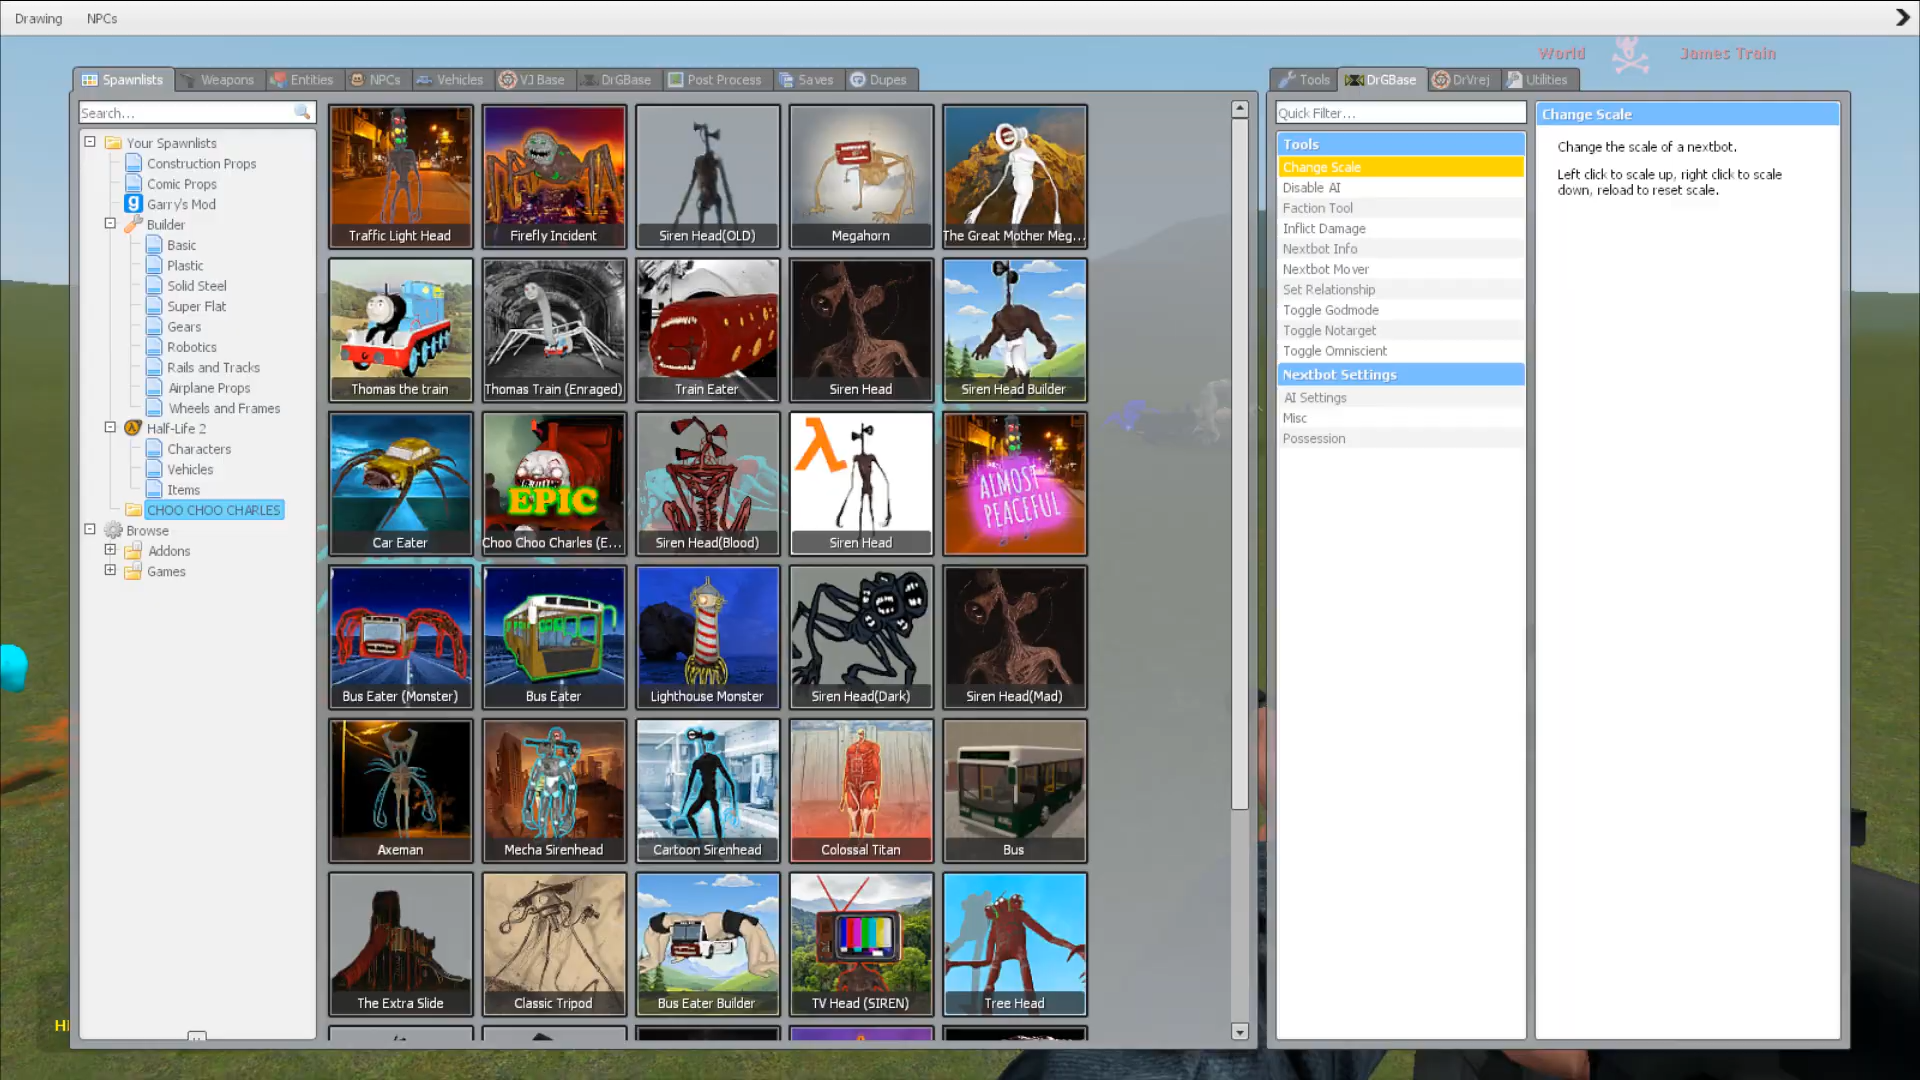 Drawing NPCs
World James Train
Spawnlists Weapons Entities NPCs Vehicles VJ Base DrGBase Post Process Saves Dupes
Tools DrGBase DrVrej Utilities
Search...
Your Spawnlists
Construction Props
Comic Props
g Garry's Mod
Builder
Basic
Plastic
Solid Steel
Super Flat
Gears
Robotics
Rails and Tracks
Airplane Props
Wheels and Frames
Half-Life 2
Characters
Vehicles
Items
CHOO CHOO CHARLES
Browse
Addons
Games
Traffic Light Head
Firefly Incident
Siren Head(OLD)
Megahorn
The Great Mother Meg...
Thomas the train
Thomas Train (Enraged)
Train Eater
Siren Head
Siren Head Builder
Car Eater
EPIC
Choo Choo Charles (E...
Siren Head(Blood)
λ
Siren Head
ALMOST
PEACEFUL
Bus Eater (Monster)
Bus Eater
Lighthouse Monster
Siren Head(Dark)
Siren Head(Mad)
Axeman
Mecha Sirenhead
Cartoon Sirenhead
Colossal Titan
Bus
The Extra Slide
Classic Tripod
Bus Eater Builder
TV Head (SIREN)
Tree Head
Quick Filter...
Tools
Change Scale
Disable AI
Faction Tool
Inflict Damage
Nextbot Info
Nextbot Mover
Set Relationship
Toggle Godmode
Toggle Notarget
Toggle Omniscient
Nextbot Settings
AI Settings
Misc
Possession
Change Scale
Change the scale of a nextbot.
Left click to scale up, right click to scale
down, reload to reset scale.